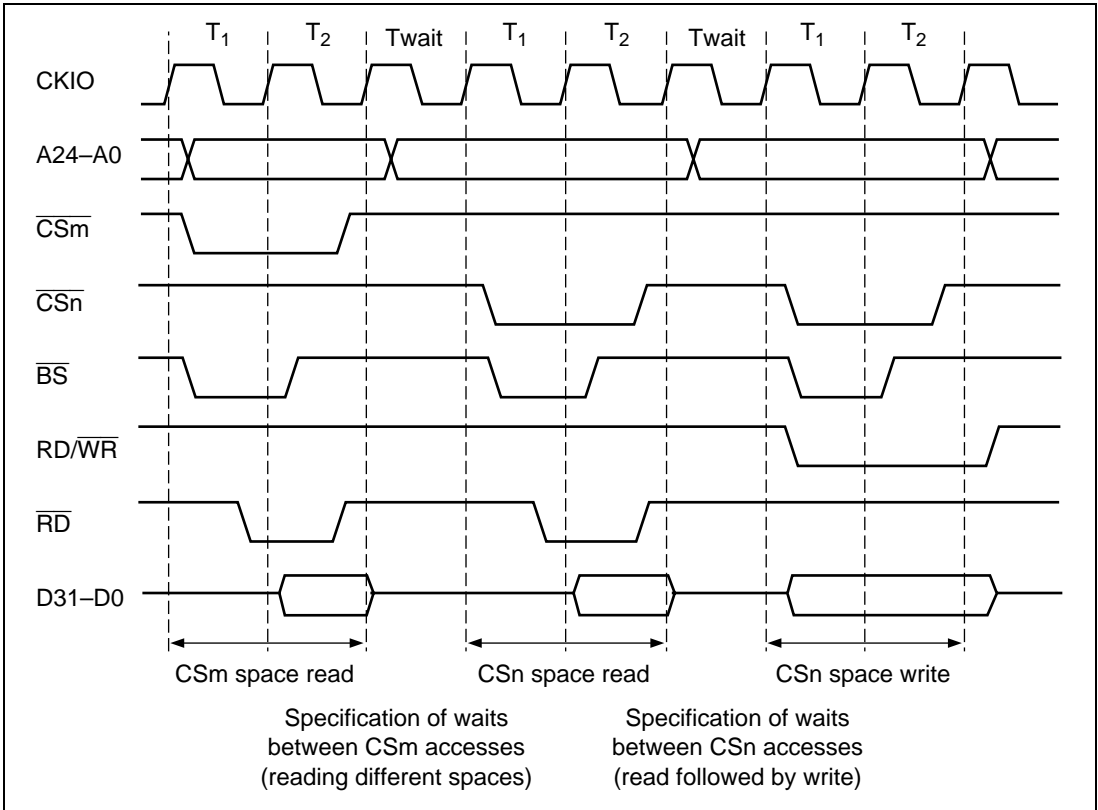 T1 T2 Twait T1 T2 Twait T1 T2
CKIO
A24–A0
CSm
CSn
BS
RD/WR
RD
D31–D0
CSm space read CSn space read CSn space write
Specification of waits
between CSm accesses
(reading different spaces)
Specification of waits
between CSn accesses
(read followed by write)